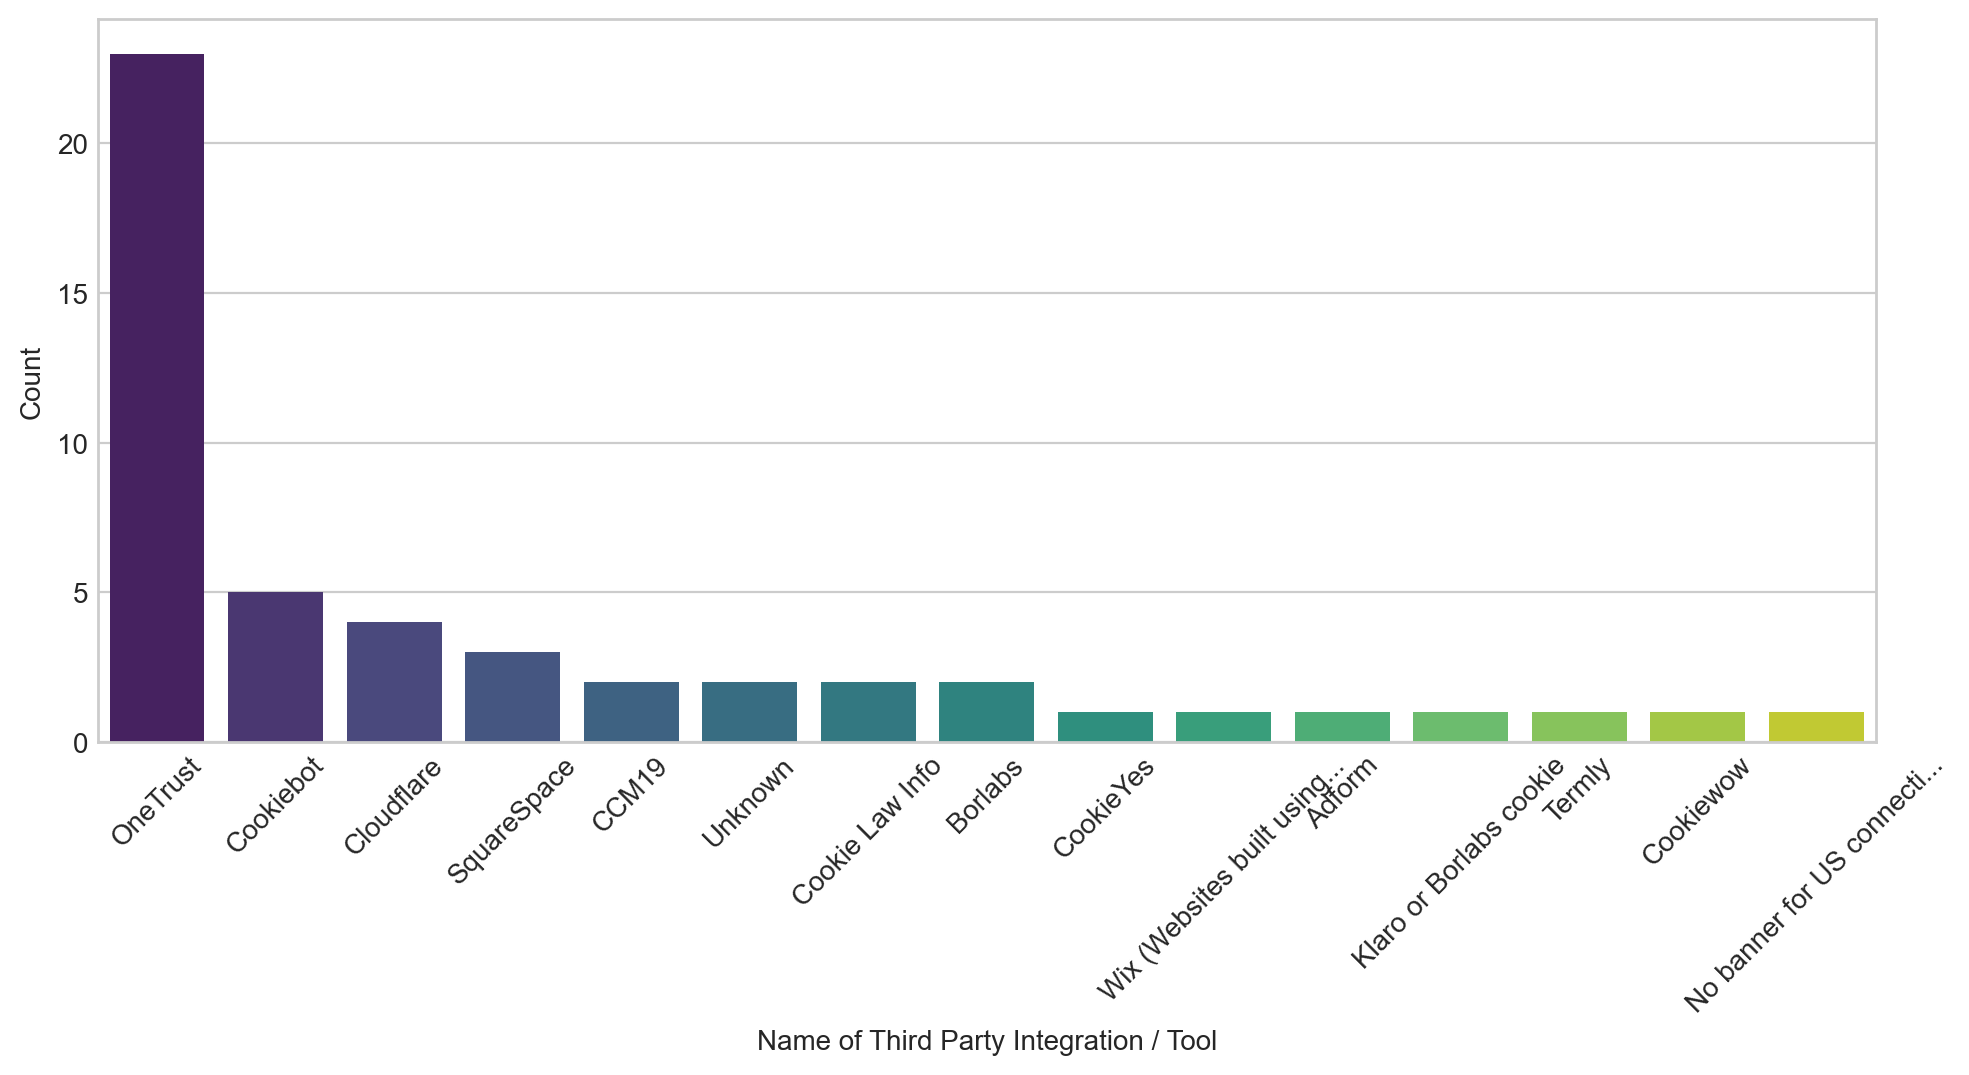 20
15
10
5
0
Count
OneTrust
Cookiebot
Cloudflare
SquareSpace
CCM19
Unknown
Cookie Law Info
Borlabs
CookieYes
Wix (Websites built using...
Adform
Klaro or Borlabs cookie
Termly
Cookiewow
No banner for US connecti...
Name of Third Party Integration / Tool